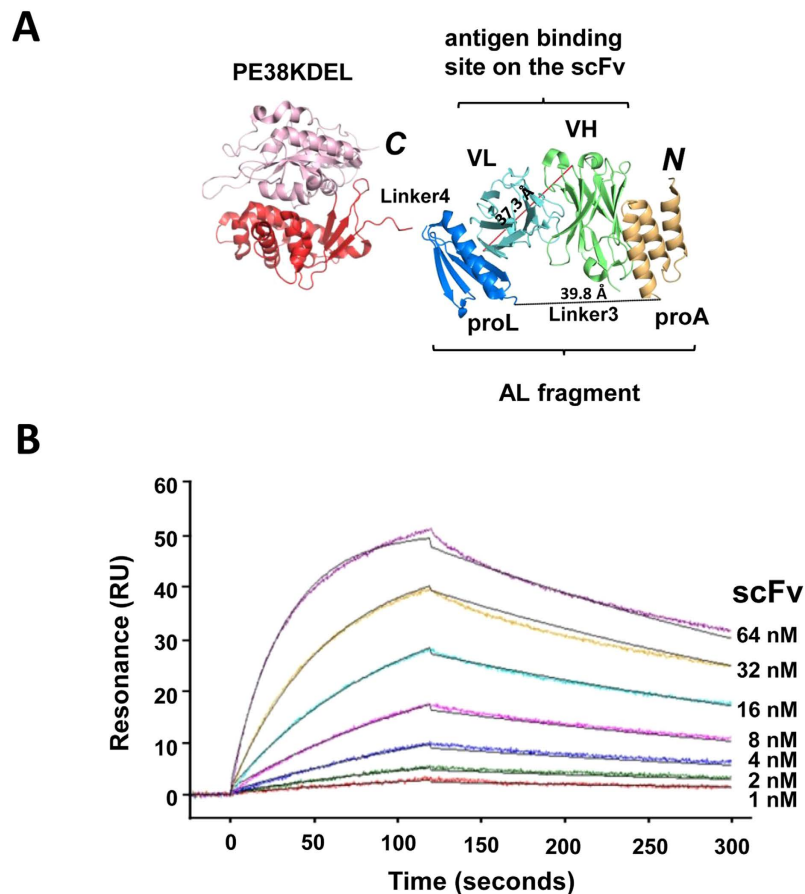 A
antigen binding
site on the scFv
PE38KDEL
VH
C
VL
N
Linker4
37.3 Å
39.8 Å
Linker3
proL
proA
AL fragment
B
60
50
40
30
20
10
0
Resonance (RU)
scFv
64 nM
32 nM
16 nM
8 nM
4 nM
2 nM
1 nM
0 50 100 150 200 250 300
Time (seconds)